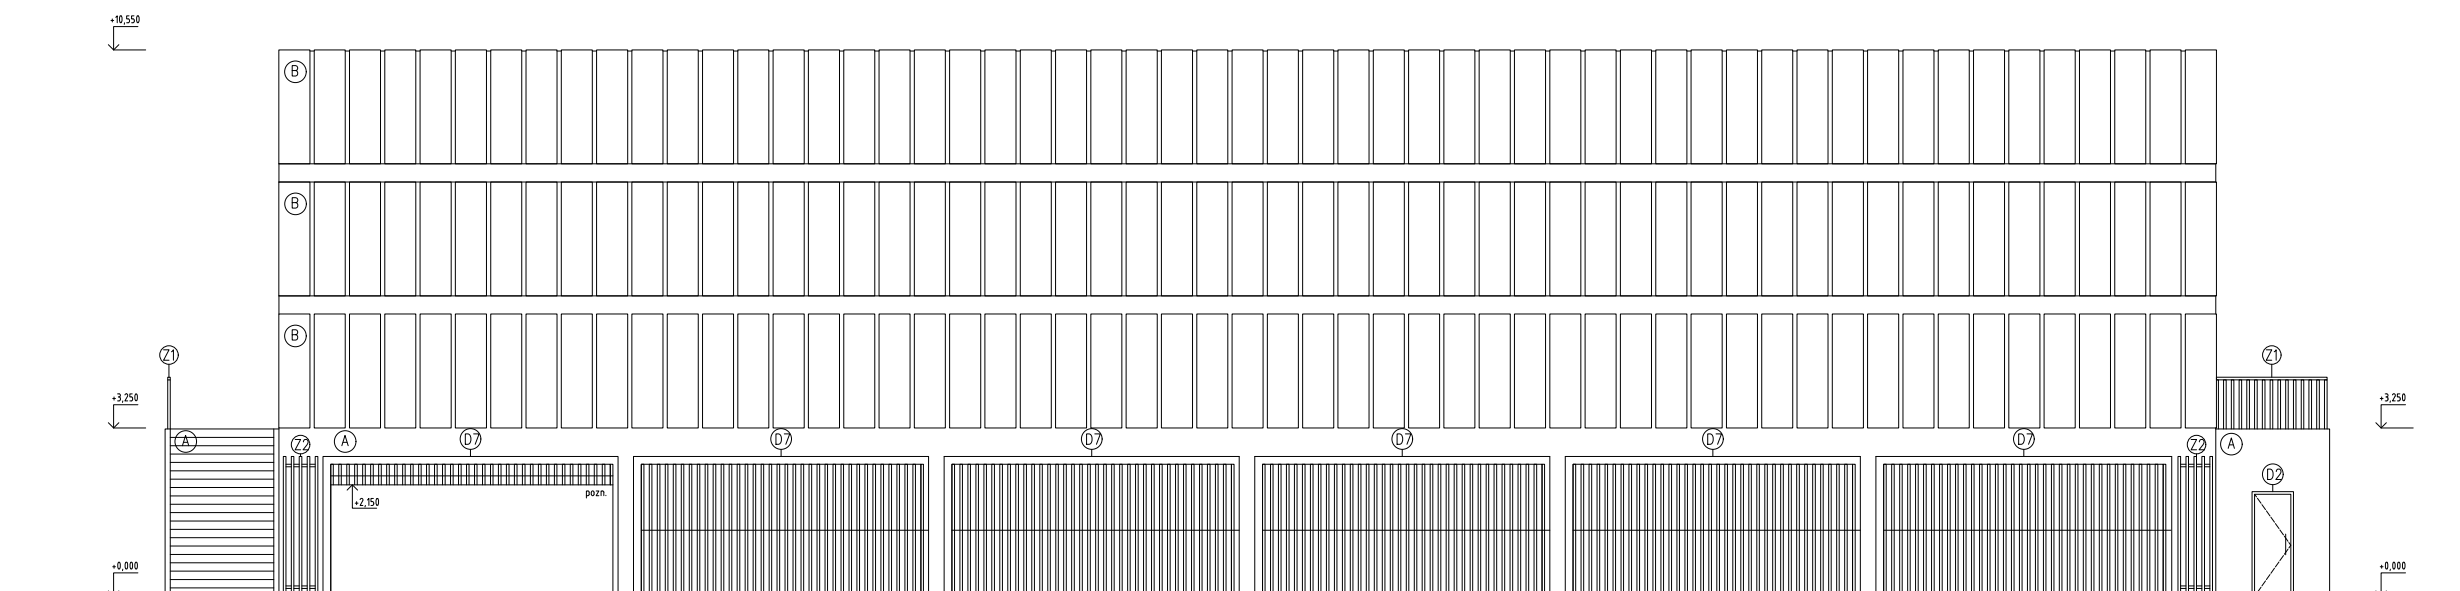 +10,550
B
B
B
Z1
Z1
+3,250
+3,250
A
Z2
A
D7
D7
D7
D7
D7
D7
Z2
A
D2
pozn.
+2,150
+0,000
+0,000